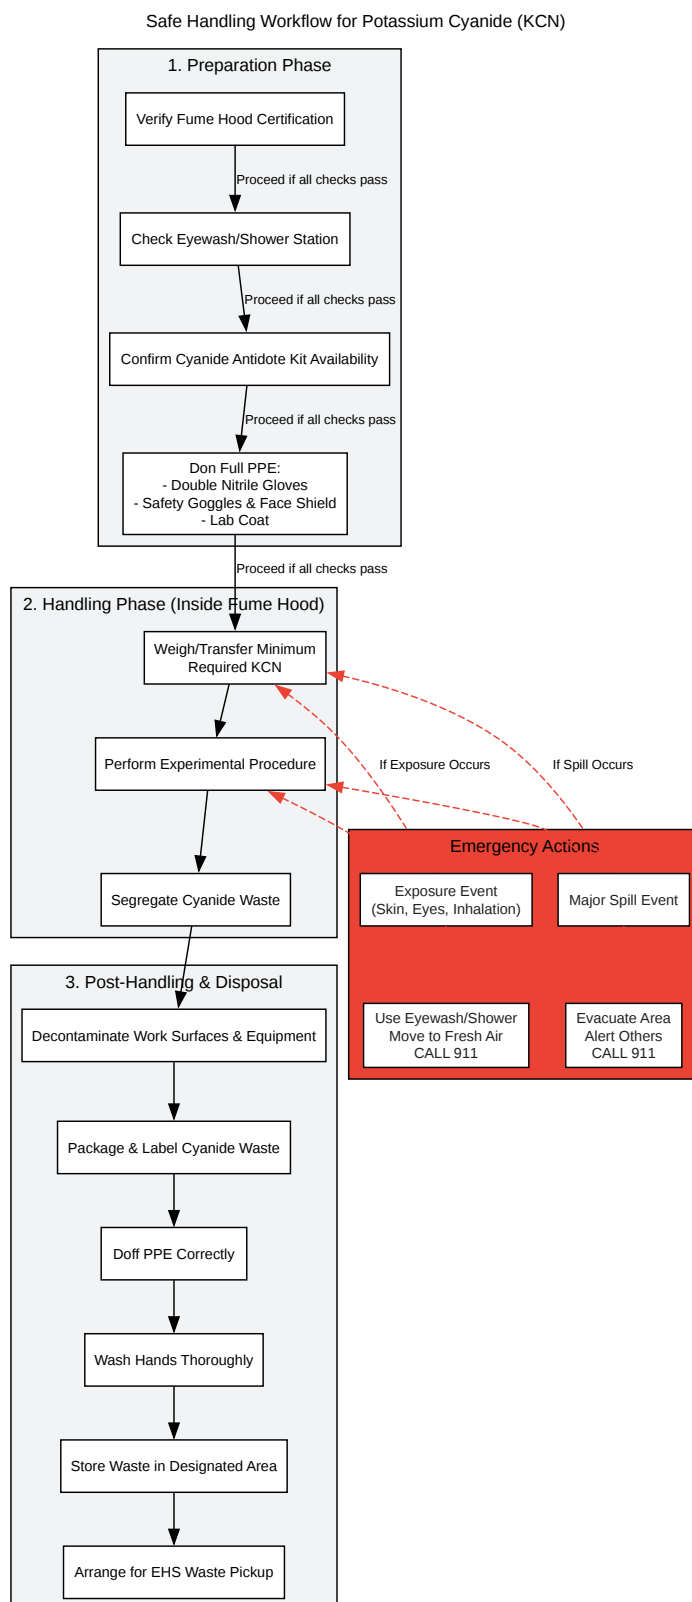 Safe Handling Workflow for Potassium Cyanide (KCN)
1. Preparation Phase
Verify Fume Hood Certification
Proceed if all checks pass
Check Eyewash/Shower Station
Proceed if all checks pass
Confirm Cyanide Antidote Kit Availability
Proceed if all checks pass
Don Full PPE:
- Double Nitrile Gloves
- Safety Goggles & Face Shield
- Lab Coat
Proceed if all checks pass
2. Handling Phase (Inside Fume Hood)
Weigh/Transfer Minimum
Required KCN
Perform Experimental Procedure
If Exposure Occurs
If Spill Occurs
Segregate Cyanide Waste
Emergency Actions
Exposure Event
(Skin, Eyes, Inhalation)
Major Spill Event
Use Eyewash/Shower
Move to Fresh Air
CALL 911
Evacuate Area
Alert Others
CALL 911
3. Post-Handling & Disposal
Decontaminate Work Surfaces & Equipment
Package & Label Cyanide Waste
Doff PPE Correctly
Wash Hands Thoroughly
Store Waste in Designated Area
Arrange for EHS Waste Pickup